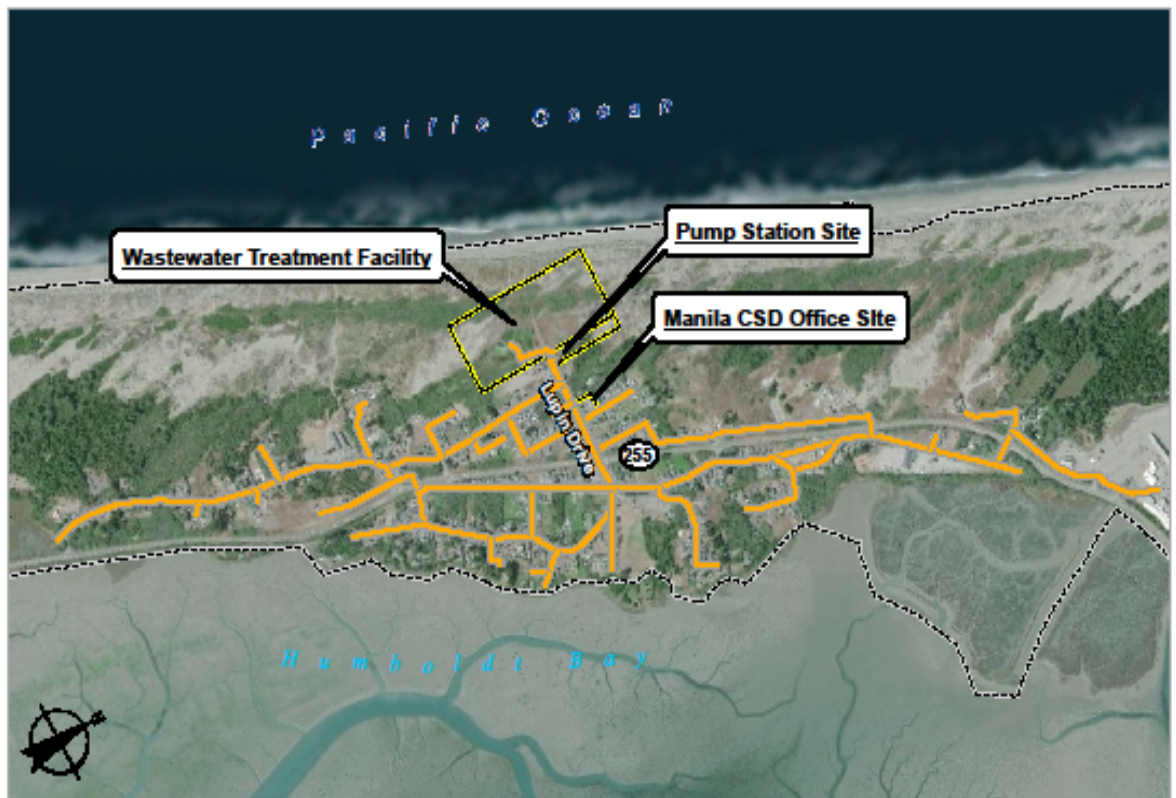 Pacific Ocean
Pump Station Site
Wastewater Treatment Facility
Manila CSD Office SIte
Lupin Drive
255
Humboldt Bay